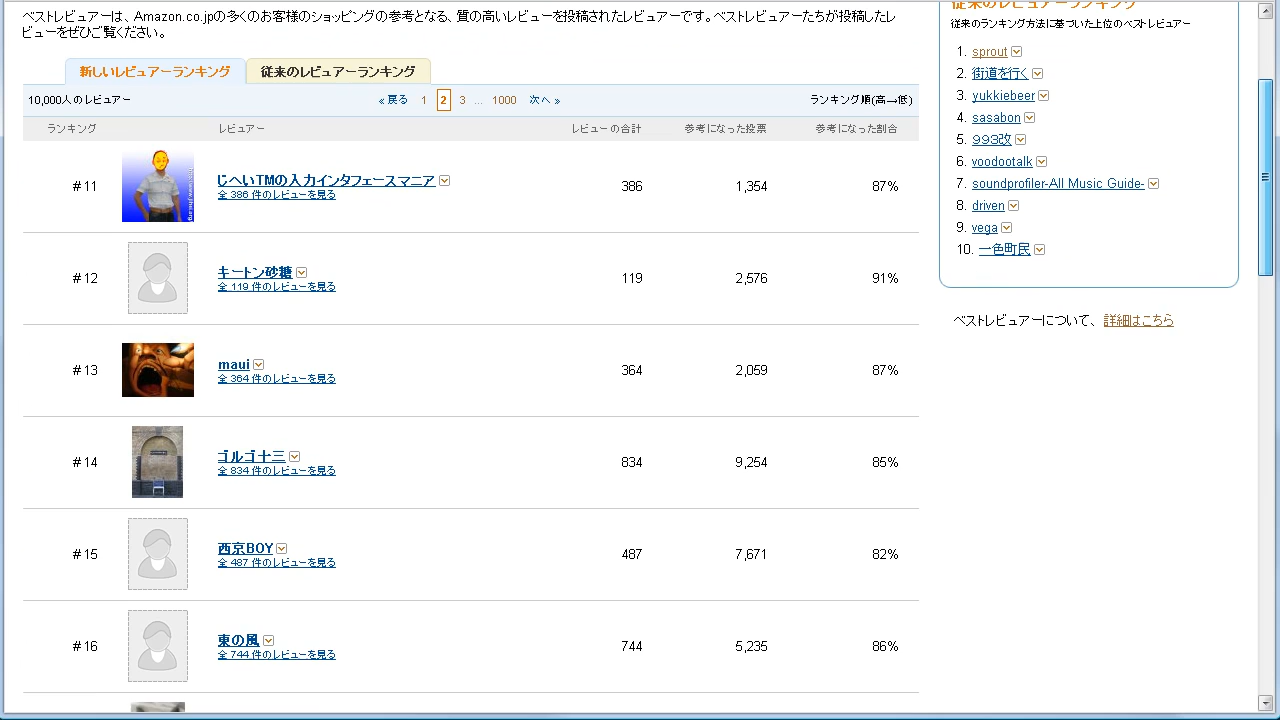 ベストレビュアーは、Amazon.co.jpの多くのお客様のショッピングの参考となる、質の高いレビューを投稿されたレビュアーです。ベストレビュアーたちが投稿したレ
ビューをぜひご覧ください。
新しいレビュアーランキング 従来のレビュアーランキング
10,000人のレビュアー «戻る 1 2 3 ... 1000 次へ» ランキング順(高→低)
ランキング レビュアー レビューの合計 参考になった投票 参考になった割合
#11 じへいTMの入力インタフェースマニア 386 1,354 87%
全 386 件のレビューを見る
#12 キートン砂糖 119 2,576 91%
全 119 件のレビューを見る
#13 maui 364 2,059 87%
全 364 件のレビューを見る
#14 ゴルゴ十三 834 9,254 85%
全 834 件のレビューを見る
#15 西京BOY 487 7,671 82%
全 487 件のレビューを見る
#16 東の風 744 5,235 86%
全 744 件のレビューを見る
従来のレビュアーランキング
従来のランキング方法に基づいた上位のベストレビュアー
1. sprout
2. 街道を行く
3. yukkiebeer
4. sasabon
5. 993改
6. voodootalk
7. soundprofiler-All Music Guide-
8. driven
9. vega
10. 一色町民
ベストレビュアーについて、詳細はこちら